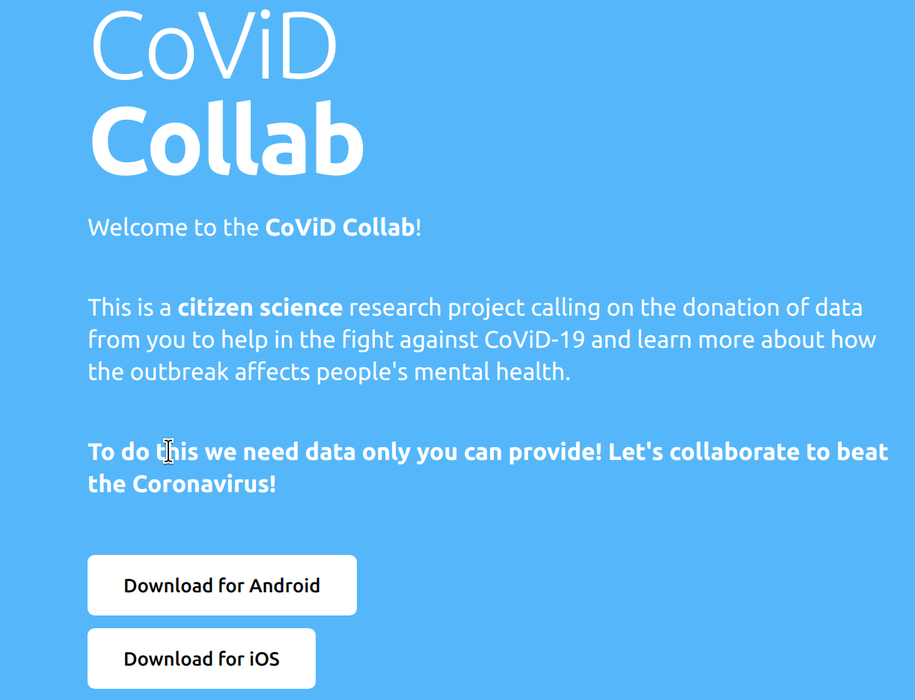 CoViD
Collab
Welcome to the CoViD Collab!
This is a citizen science research project calling on the donation of data
from you to help in the fight against CoViD-19 and learn more about how
the outbreak affects people's mental health.
To do this we need data only you can provide! Let's collaborate to beat
the Coronavirus!
Download for Android
Download for iOS